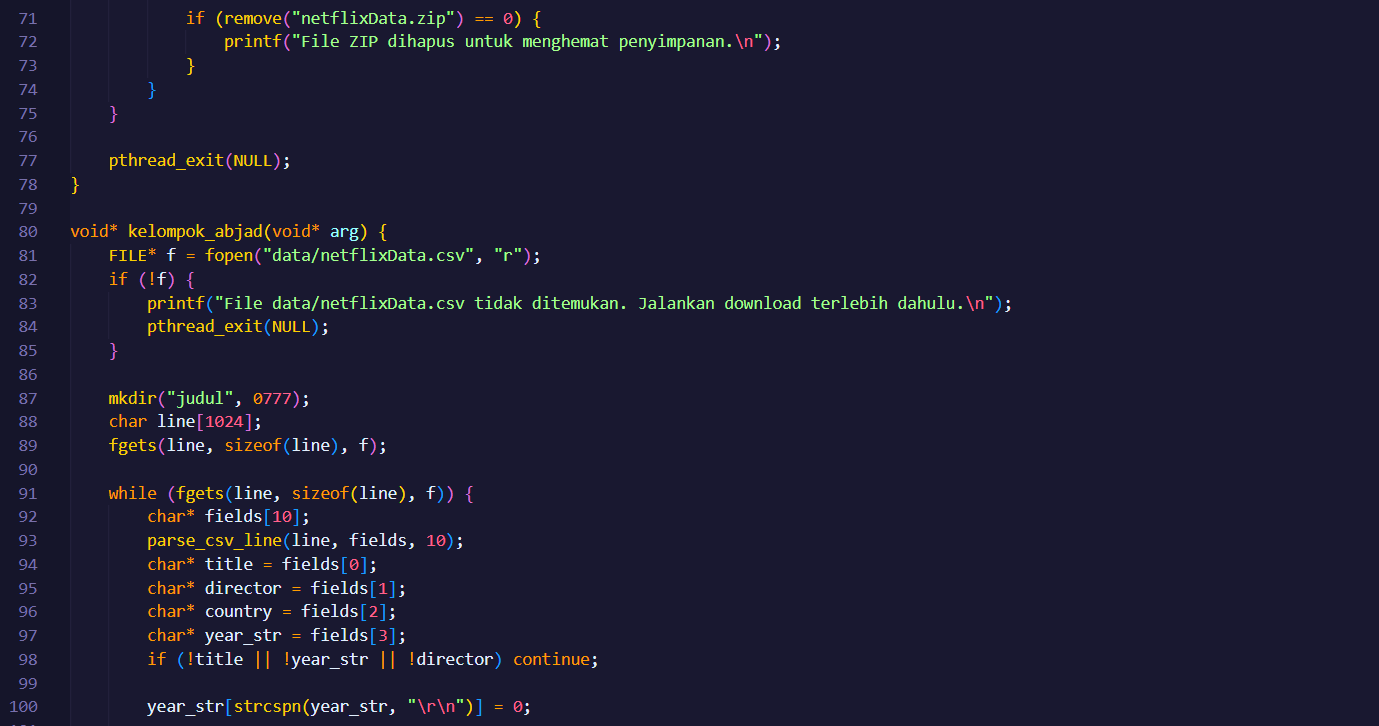 71            if (remove("netflixData.zip") == 0) {
72                printf("File ZIP dihapus untuk menghemat penyimpanan.\n");
73            }
74        }
75    }
76
77    pthread_exit(NULL);
78 }
79
80 void* kelompok_abjad(void* arg) {
81    FILE* f = fopen("data/netflixData.csv", "r");
82    if (!f) {
83        printf("File data/netflixData.csv tidak ditemukan. Jalankan download terlebih dahulu.\n");
84        pthread_exit(NULL);
85    }
86
87    mkdir("judul", 0777);
88    char line[1024];
89    fgets(line, sizeof(line), f);
90
91    while (fgets(line, sizeof(line), f)) {
92        char* fields[10];
93        parse_csv_line(line, fields, 10);
94        char* title = fields[0];
95        char* director = fields[1];
96        char* country = fields[2];
97        char* year_str = fields[3];
98        if (!title || !year_str || !director) continue;
99
100        year_str[strcspn(year_str, "\r\n")] = 0;